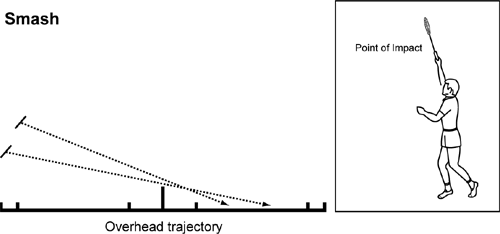 Smash
Point of Impact
Overhead trajectory